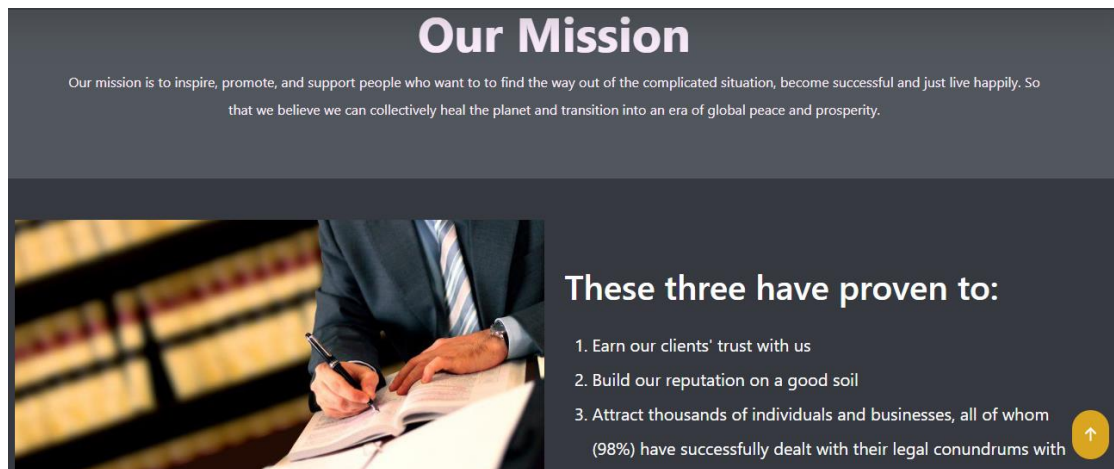 Our Mission
Our mission is to inspire, promote, and support people who want to to find the way out of the complicated situation, become successful and just live happily. So
that we believe we can collectively heal the planet and transition into an era of global peace and prosperity.
These three have proven to:
1. Earn our clients' trust with us
2. Build our reputation on a good soil
3. Attract thousands of individuals and businesses, all of whom
(98%) have successfully dealt with their legal conundrums with